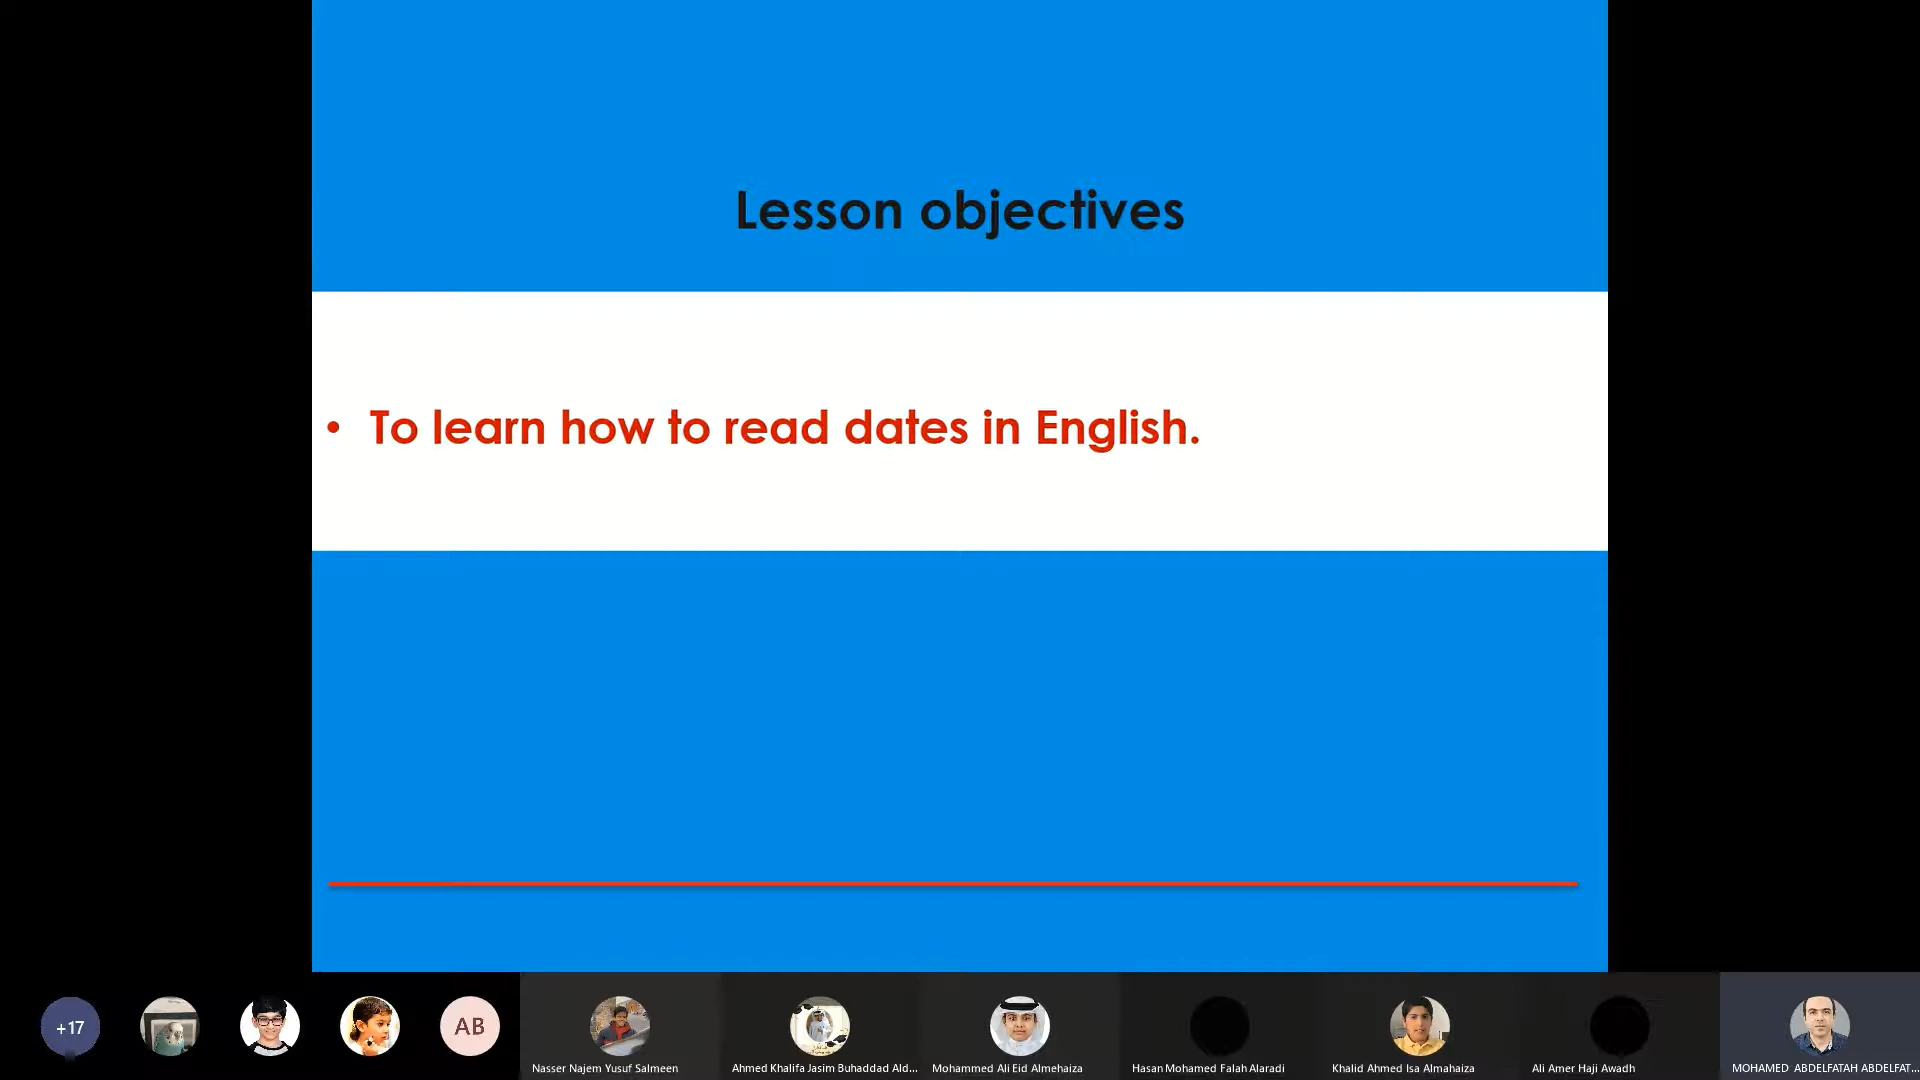 Lesson objectives
• To learn how to read dates in English.
+17
AB
Nasser Najem Yusuf Salmeen
Ahmed Khalifa Jasim Buhaddad Ald...
Mohammed Ali Eid Almehaiza
Hasan Mohamed Falah Alaradi
Khalid Ahmed Isa Almahaiza
Ali Amer Haji Awadh
MOHAMED ABDELFATAH ABDELFAT...